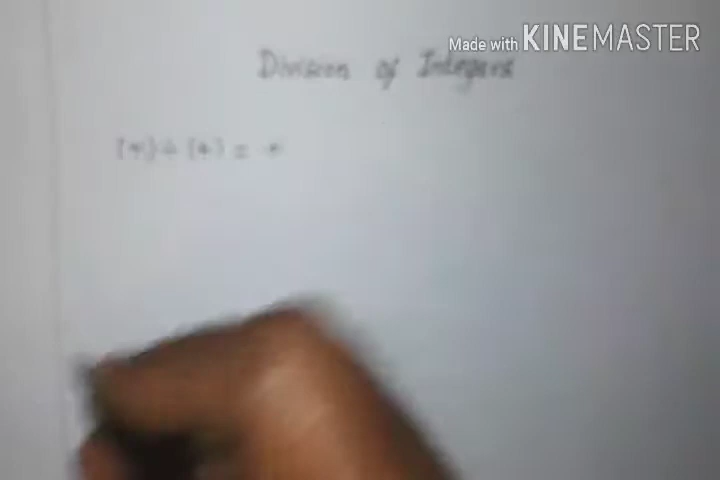 Made with KINEMASTER
Division of Integers
(+) ÷ (+) = +